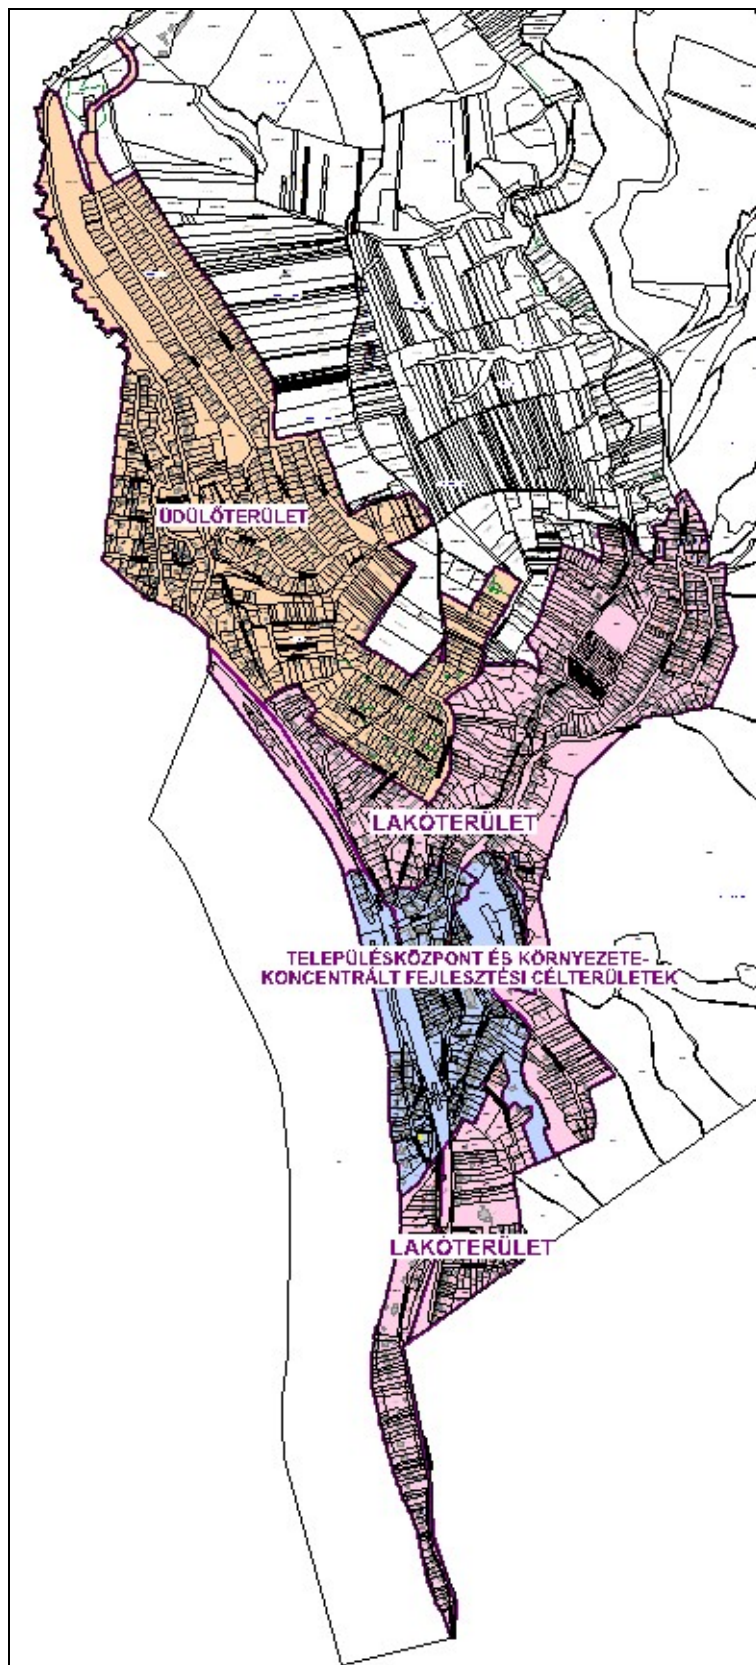 ÜDÜLŐTERÜLET
LAKÓTERÜLET
TELEPÜLÉSKÖZPONT ÉS KÖRNYEZETE-
KONCENTRÁLT FEJLESZTÉSI CÉLTERÜLETEK
LAKÓTERÜLET